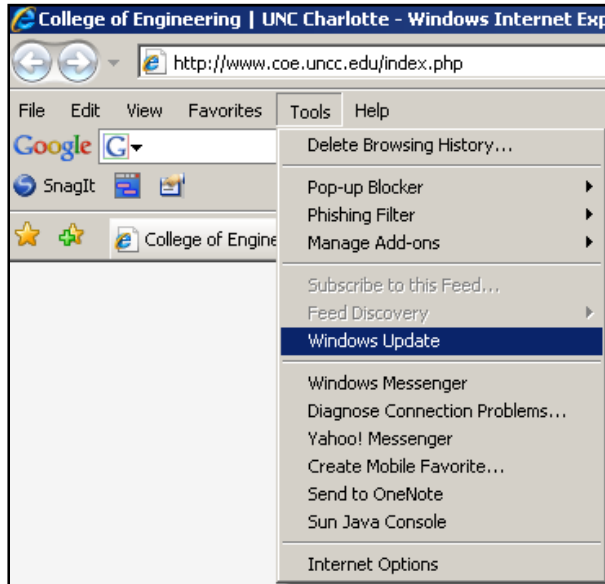 College of Engineering | UNC Charlotte - Windows Internet Exp
http://www.coe.uncc.edu/index.php
File Edit View Favorites Tools Help
Google G
Delete Browsing History...
SnagIt
Pop-up Blocker
Phishing Filter
College of Engine
Manage Add-ons
Subscribe to this Feed...
Feed Discovery
Windows Update
Windows Messenger
Diagnose Connection Problems...
Yahoo! Messenger
Create Mobile Favorite...
Send to OneNote
Sun Java Console
Internet Options